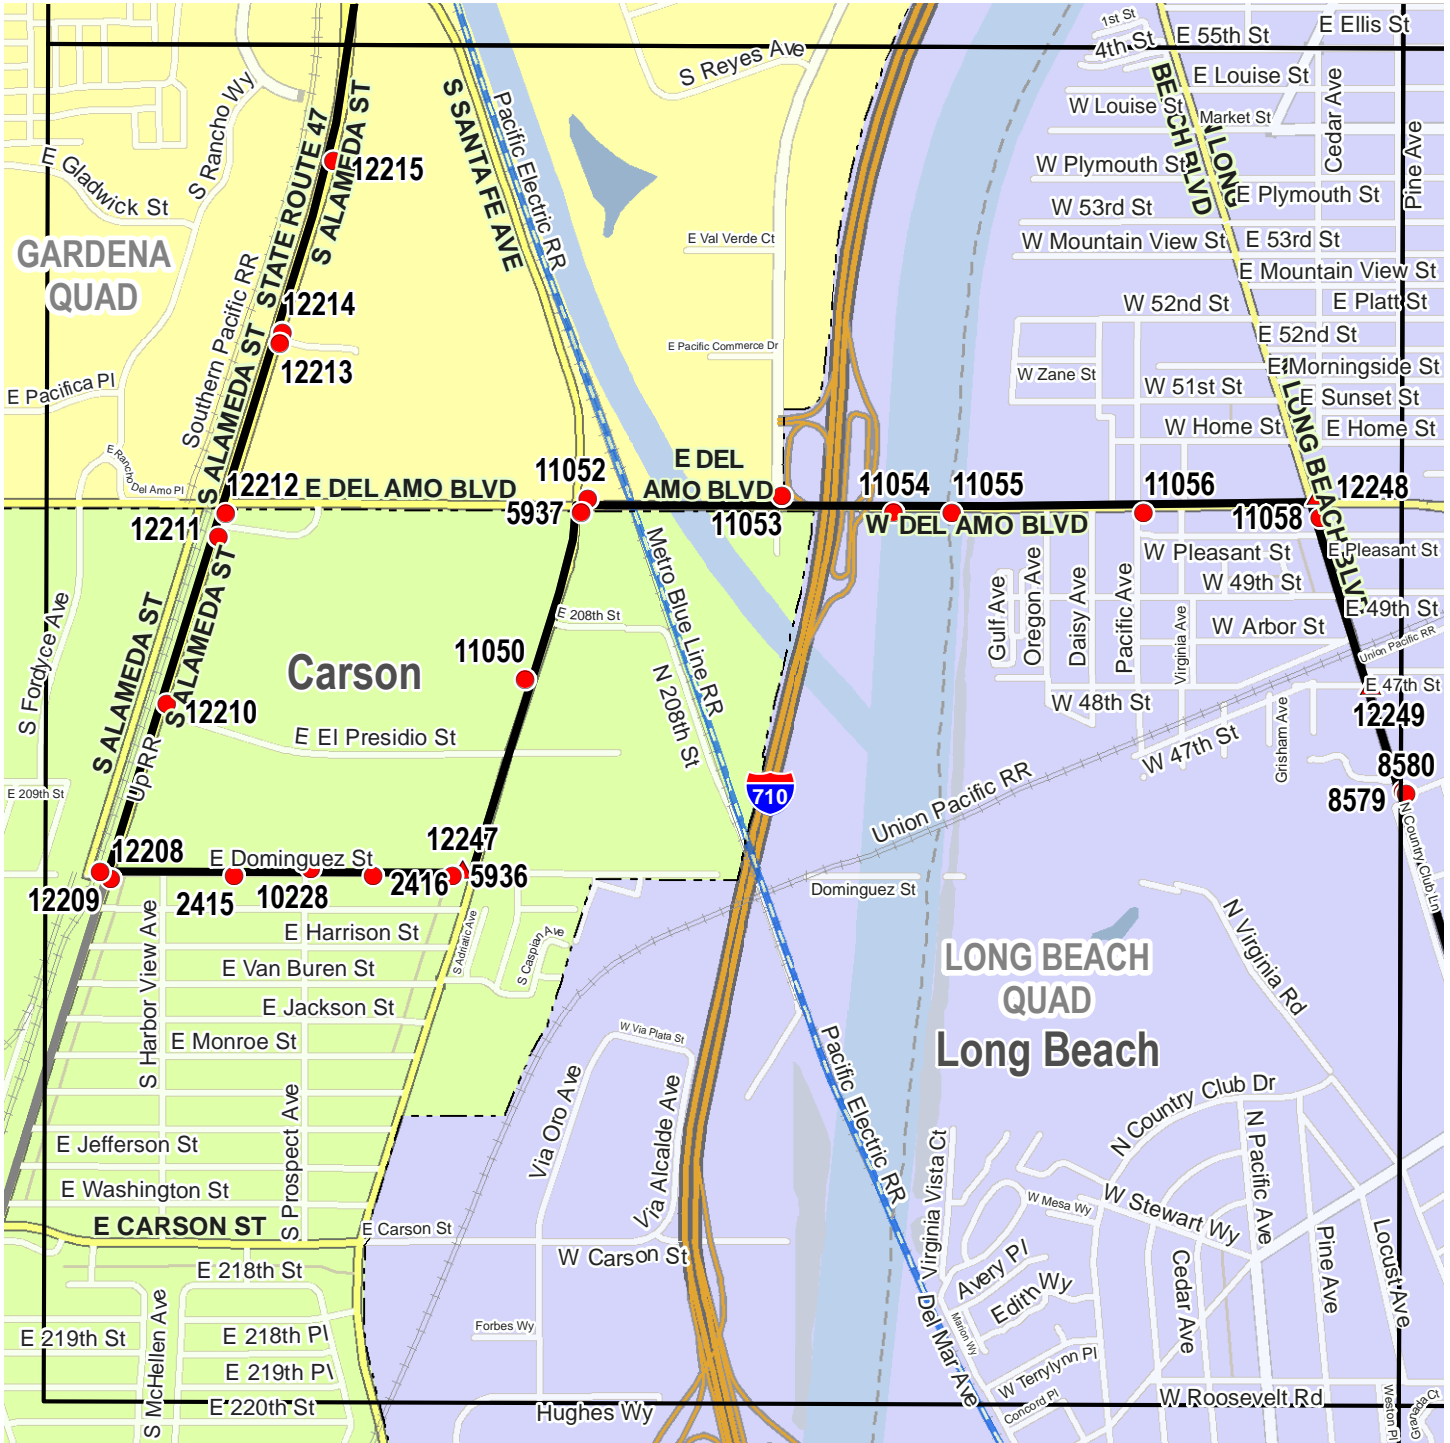 1st St
4th St
E 55th St
E Ellis St
S Reyes Ave
S Rancho Wy
E Louise St
W Louise St
Market St
Cedar Ave
Pine Ave
STATE ROUTE 47
S ALAMEDA ST
S SANTA FE AVE
Pacific Electric RR
BEACH BLVD
N LONG
12215
E Gladwick St
W Plymouth St
E Plymouth St
W 53rd St
E 53rd St
W Mountain View St
E Mountain View St
E Val Verde Ct
GARDENA
QUAD
Southern Pacific RR
12214
12213
W 52nd St
E Platt St
E 52nd St
E Pacific Commerce Dr
E Pacifica Pl
S ALAMEDA ST
W Zane St
W 51st St
E Morningside St
E Sunset St
W Home St
E Home St
LONG BEACH BLVD
E Rancho
Del Amo Pl
12212
E DEL AMO BLVD
11052
5937
E DEL
AMO BLVD
11053
11054
11055
11056
12248
11058
W DEL AMO BLVD
12211
S ALAMEDA ST
S ALAMEDA ST
Metro Blue Line RR
W Pleasant St
E Pleasant St
W 49th St
E 49th St
Gulf Ave
Oregon Ave
Daisy Ave
Pacific Ave
Virginia Ave
W Arbor St
Union Pacific RR
E 208th St
11050
Carson
N 208th St
S Fordyce Ave
12210
E El Presidio St
W 48th St
E 47th St
12249
W 47th St
Grisham Ave
Up RR
E 209th St
710
Union Pacific RR
8580
8579
N Country Club Ln
12208
E Dominguez St
12247
5936
12209
2415
10228
2416
Dominguez St
S Harbor View Ave
E Harrison St
S Adriatic Ave
S Caspian Ave
E Van Buren St
E Jackson St
E Monroe St
N Virginia Rd
LONG BEACH
QUAD
Long Beach
W Via Plata St
Via Oro Ave
Via Alcalde Ave
Pacific Electric RR
S Prospect Ave
E Jefferson St
E Washington St
N Country Club Dr
N Pacific Ave
Virginia Vista Ct
W Mesa Wy
W Stewart Wy
E CARSON ST
E Carson St
W Carson St
E 218th St
Avery Pl
Edith Wy
Cedar Ave
Pine Ave
Locust Ave
S McHellen Ave
E 219th St
E 218th Pl
Forbes Wy
Del Mar Ave
Marion Wy
E 219th Pl
W Terrylynn Pl
Concord Pl
E 220th St
Hughes Wy
W Roosevelt Rd
Weston Pl
Granada Ct